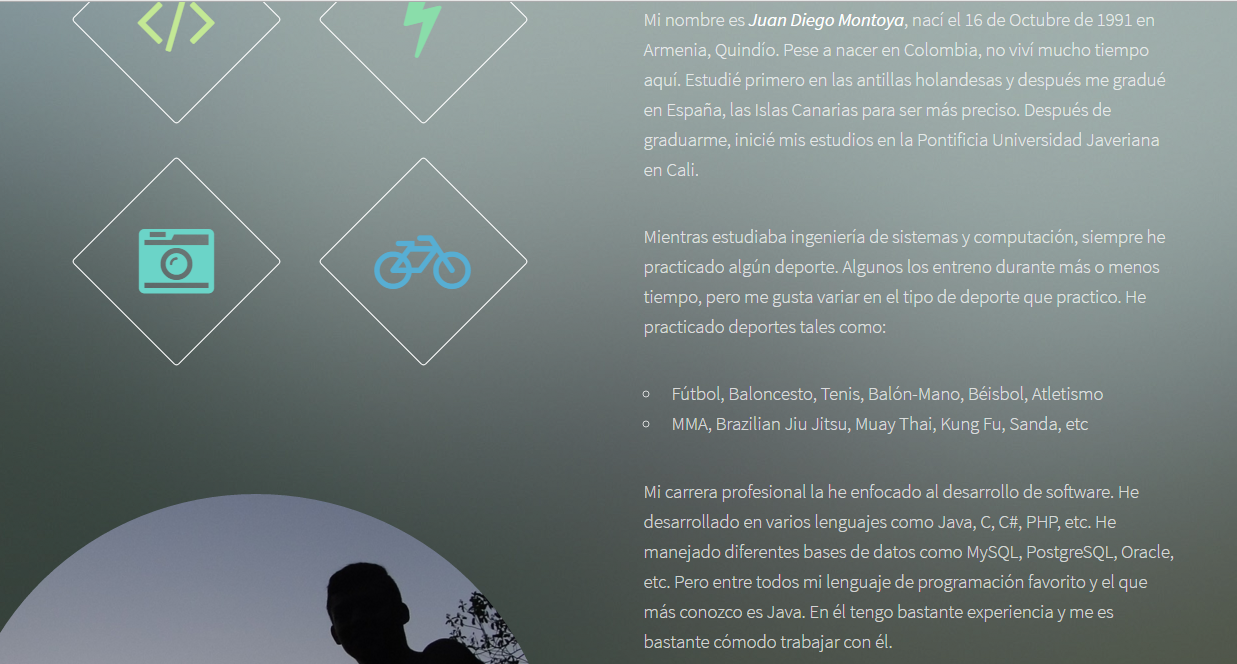 Mi nombre es Juan Diego Montoya, nací el 16 de Octubre de 1991 en
Armenia, Quindío. Pese a nacer en Colombia, no viví mucho tiempo
aquí. Estudié primero en las antillas holandesas y después me gradué
en España, las Islas Canarias para ser más preciso. Después de
graduarme, inicié mis estudios en la Pontificia Universidad Javeriana
en Cali.
Mientras estudiaba ingeniería de sistemas y computación, siempre he
practicado algún deporte. Algunos los entreno durante más o menos
tiempo, pero me gusta variar en el tipo de deporte que practico. He
practicado deportes tales como:
Fútbol, Baloncesto, Tenis, Balón-Mano, Béisbol, Atletismo
MMA, Brazilian Jiu Jitsu, Muay Thai, Kung Fu, Sanda, etc
Mi carrera profesional la he enfocado al desarrollo de software. He
desarrollado en varios lenguajes como Java, C, C#, PHP, etc. He
manejado diferentes bases de datos como MySQL, PostgreSQL, Oracle,
etc. Pero entre todos mi lenguaje de programación favorito y el que
más conozco es Java. En él tengo bastante experiencia y me es
bastante cómodo trabajar con él.